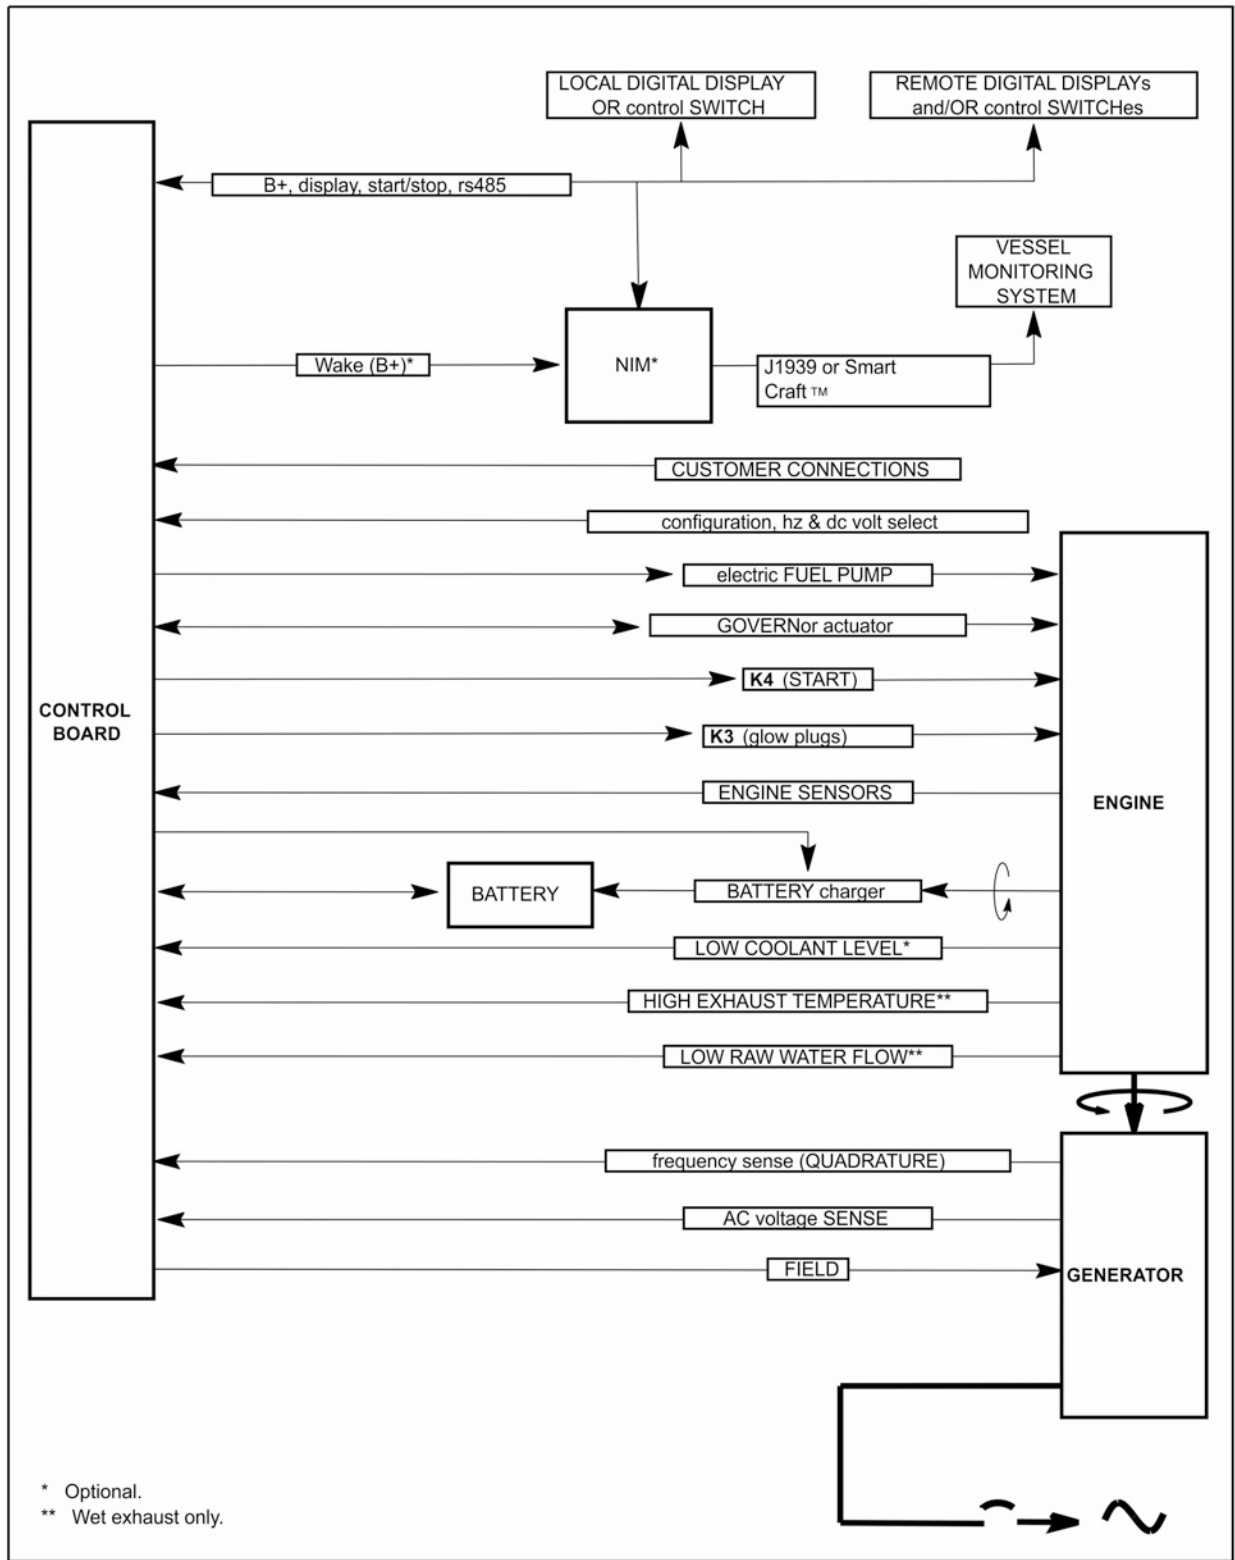 LOCAL DIGITAL DISPLAY
OR control SWITCH
REMOTE DIGITAL DISPLAYs
and/OR control SWITCHes
B+, display, start/stop, rs485
VESSEL
MONITORING
SYSTEM
Wake (B+)*
NIM*
J1939 or Smart
Craft TM
CUSTOMER CONNECTIONS
configuration, hz & dc volt select
electric FUEL PUMP
GOVERNor actuator
K4 (START)
CONTROL
BOARD
K3 (glow plugs)
ENGINE SENSORS
ENGINE
BATTERY
BATTERY charger
LOW COOLANT LEVEL*
HIGH EXHAUST TEMPERATURE**
LOW RAW WATER FLOW**
frequency sense (QUADRATURE)
AC voltage SENSE
FIELD
GENERATOR
* Optional.
** Wet exhaust only.